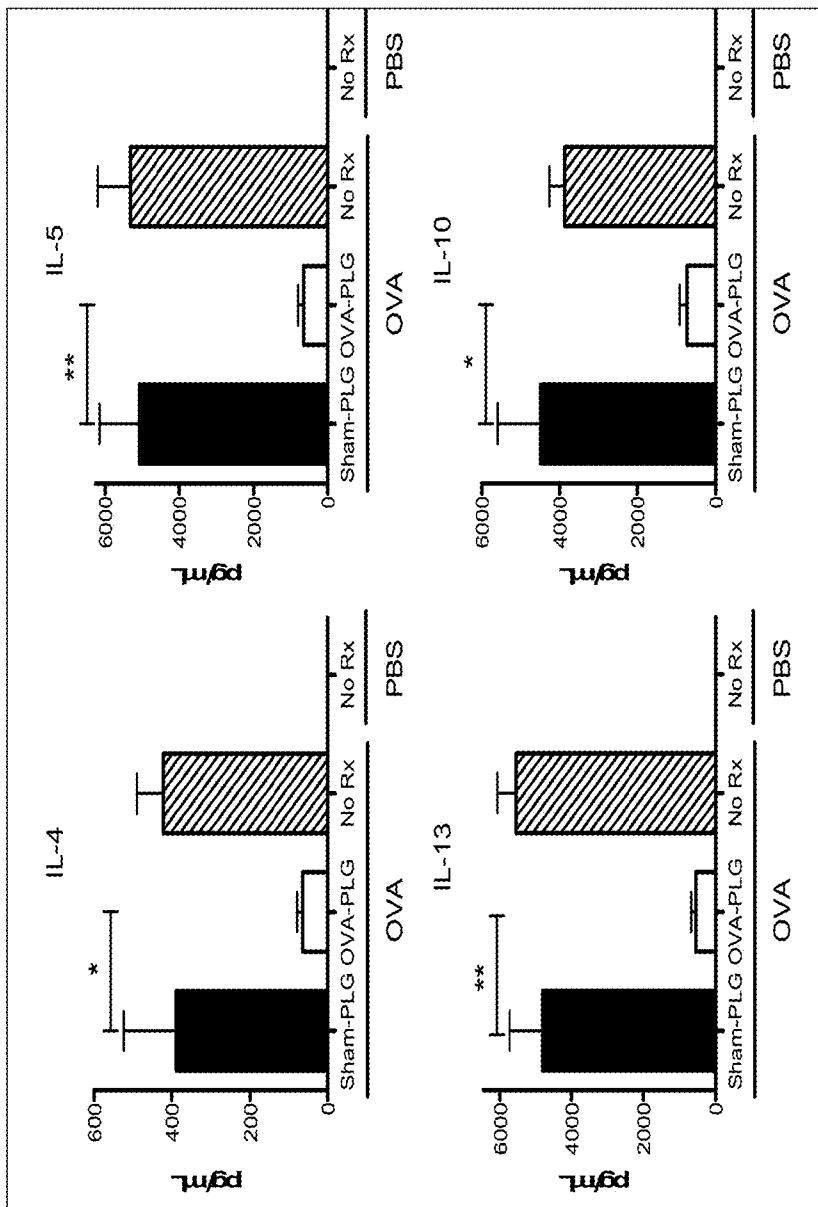 IL-4
*
600
400
200
0
pg/mL
Sham-PLG OVA-PLG No Rx No Rx
OVA PBS
IL-5
**
6000
4000
2000
0
pg/mL
Sham-PLG OVA-PLG No Rx No Rx
OVA PBS
IL-13
**
6000
4000
2000
0
pg/mL
Sham-PLG OVA-PLG No Rx No Rx
OVA PBS
IL-10
*
6000
4000
2000
0
pg/mL
Sham-PLG OVA-PLG No Rx No Rx
OVA PBS